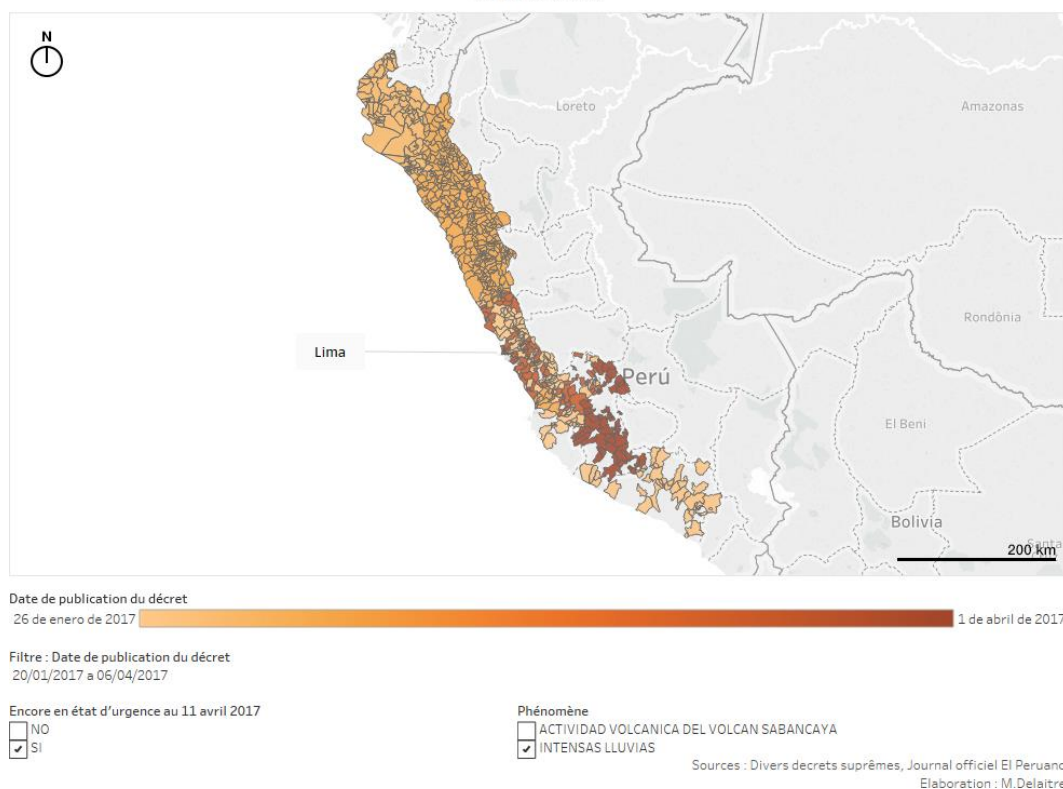 N
Loreto
Amazonas
Rondônia
Lima
Perú
El Beni
Bolivia
Santa
200 km
Date de publication du décret
26 de enero de 2017
1 de abril de 2017
Filtre : Date de publication du décret
20/01/2017 a 06/04/2017
Encore en état d'urgence au 11 avril 2017
NO
SI
Phénomène
ACTIVIDAD VOLCANICA DEL VOLCAN SABANCAYA
INTENSAS LLUVIAS
Sources : Divers decrets suprêmes, Journal officiel El Peruano
Elaboration : M.Delaitre